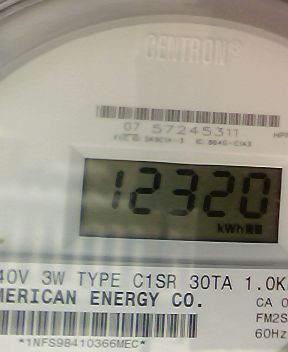 CENTRON®
07 57245311
12320
kWh
40V 3W TYPE C1SR 30TA 1.0K
MERICAN ENERGY CO.
CA 0
FM2S
60Hz
*1NFS98410366MEC*